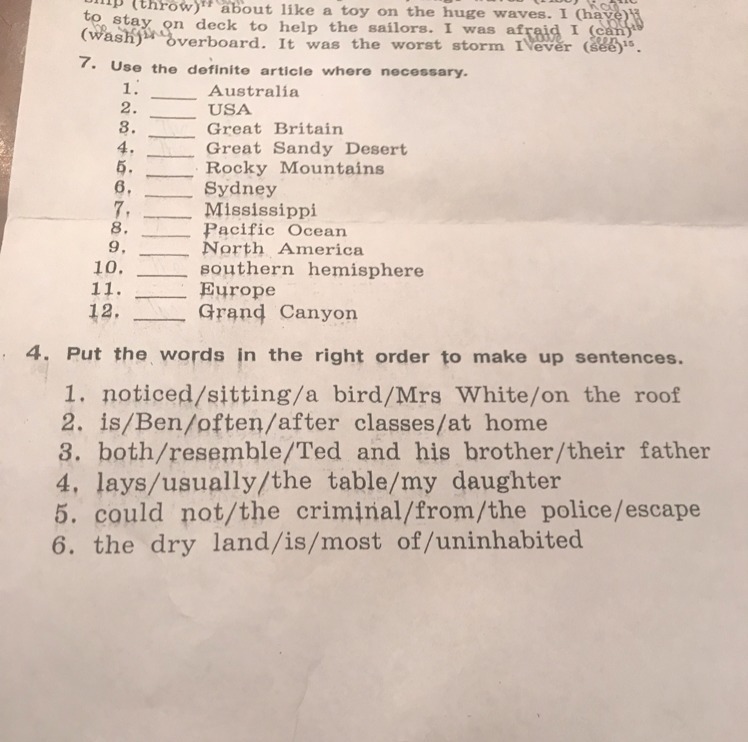 (throw) about like a toy on the huge waves. I (have)
to stay on deck to help the sailors. I was afraid I (can)
(wash)¹⁴ overboard. It was the worst storm I ever (see)¹⁵.
7. Use the definite article where necessary.
1. ____ Australia
2. ____ USA
3. ____ Great Britain
4. ____ Great Sandy Desert
5. ____ Rocky Mountains
6. ____ Sydney
7. ____ Mississippi
8. ____ Pacific Ocean
9. ____ North America
10. ____ southern hemisphere
11. ____ Europe
12. ____ Grand Canyon
4. Put the words in the right order to make up sentences.
1. noticed/sitting/a bird/Mrs White/on the roof
2. is/Ben/often/after classes/at home
3. both/resemble/Ted and his brother/their father
4. lays/usually/the table/my daughter
5. could not/the criminal/from/the police/escape
6. the dry land/is/most of/uninhabited